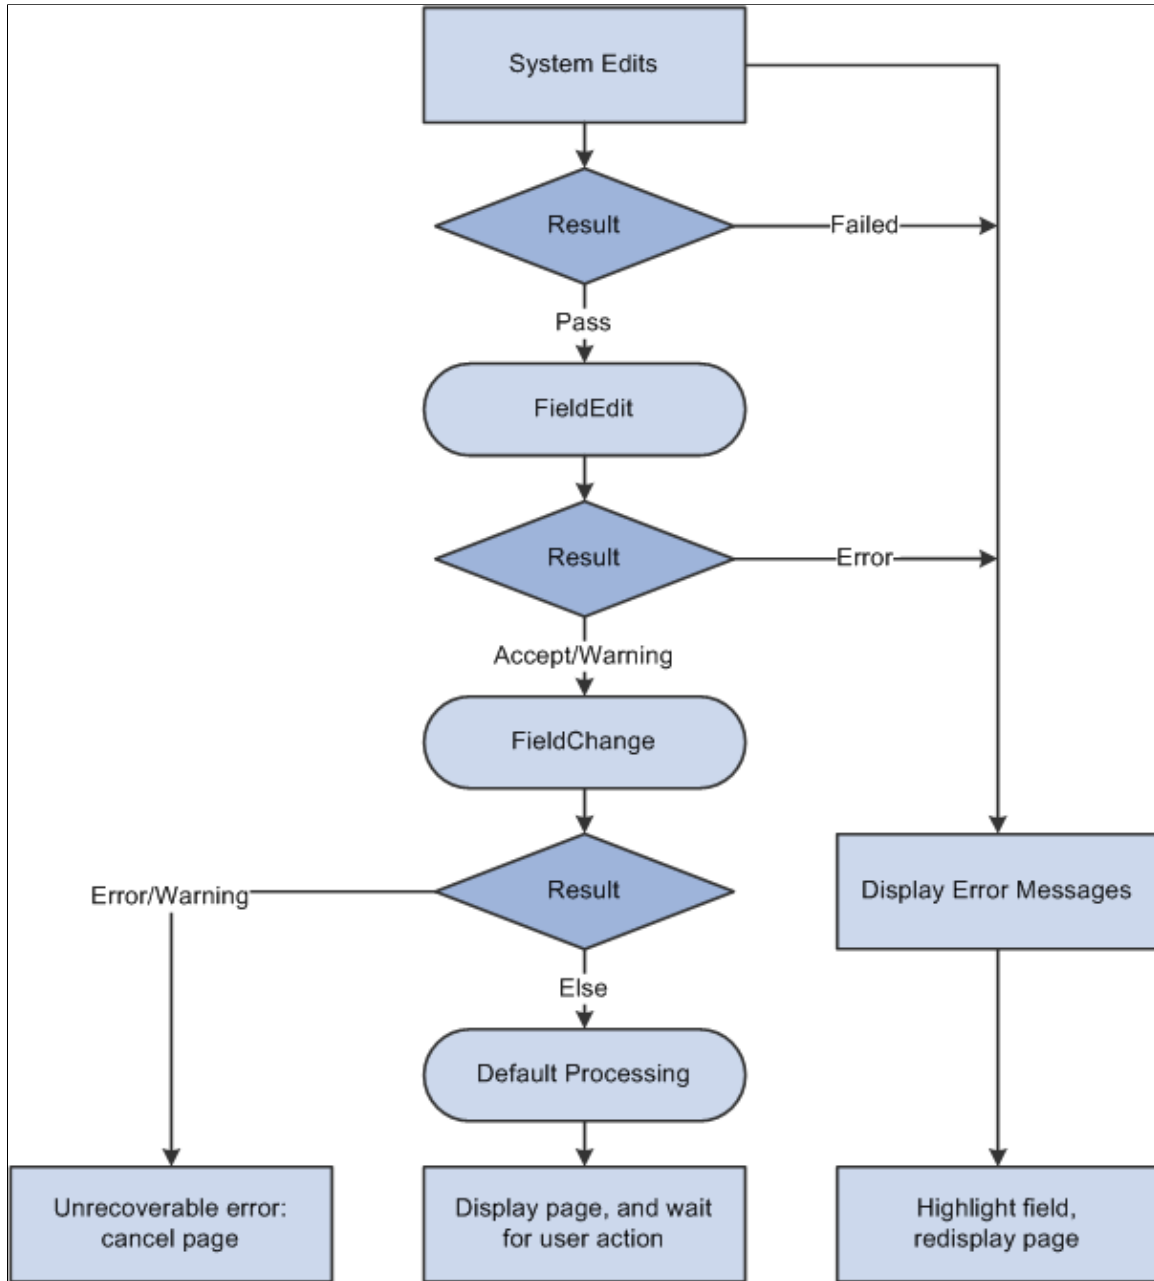 System Edits
Result
Failed
Pass
FieldEdit
Result
Error
Accept/Warning
FieldChange
Result
Error/Warning
Display Error Messages
Else
Default Processing
Unrecoverable error:
cancel page
Display page, and wait
for user action
Highlight field,
redisplay page